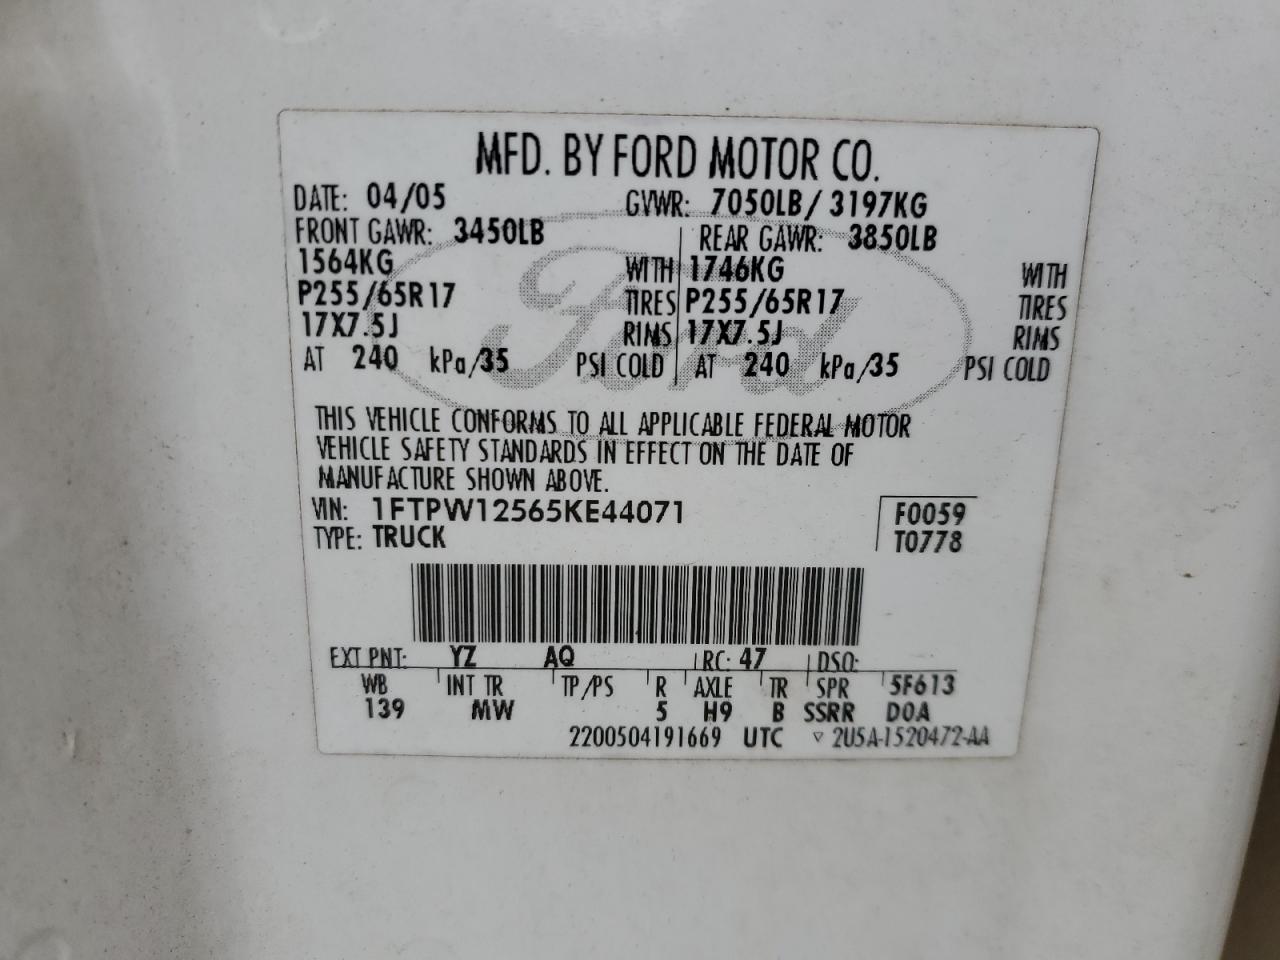 MFD. BY FORD MOTOR CO.
DATE: 04/05 GVWR: 7050LB/ 3197KG
FRONT GAWR: 3450LB REAR GAWR: 3850LB
1564KG WITH 1746KG WITH
P255/65R17 TIRES P255/65R17 TIRES
17X7.5J RIMS 17X7.5J RIMS
AT 240 kPa/35 PSI COLD AT 240 kPa/35 PSI COLD
Ford
THIS VEHICLE CONFORMS TO ALL APPLICABLE FEDERAL MOTOR
VEHICLE SAFETY STANDARDS IN EFFECT ON THE DATE OF
MANUFACTURE SHOWN ABOVE.
VIN: 1FTPW12565KE44071 F0059
TYPE: TRUCK T0778
EXT PNT: YZ AQ RC: 47 DSO:
WB INT TR TP/PS R AXLE TR SPR 5F613
139 MW 5 H9 B SSRR DOA
2200504191669 UTC ▽ 2U5A-1520472-AA